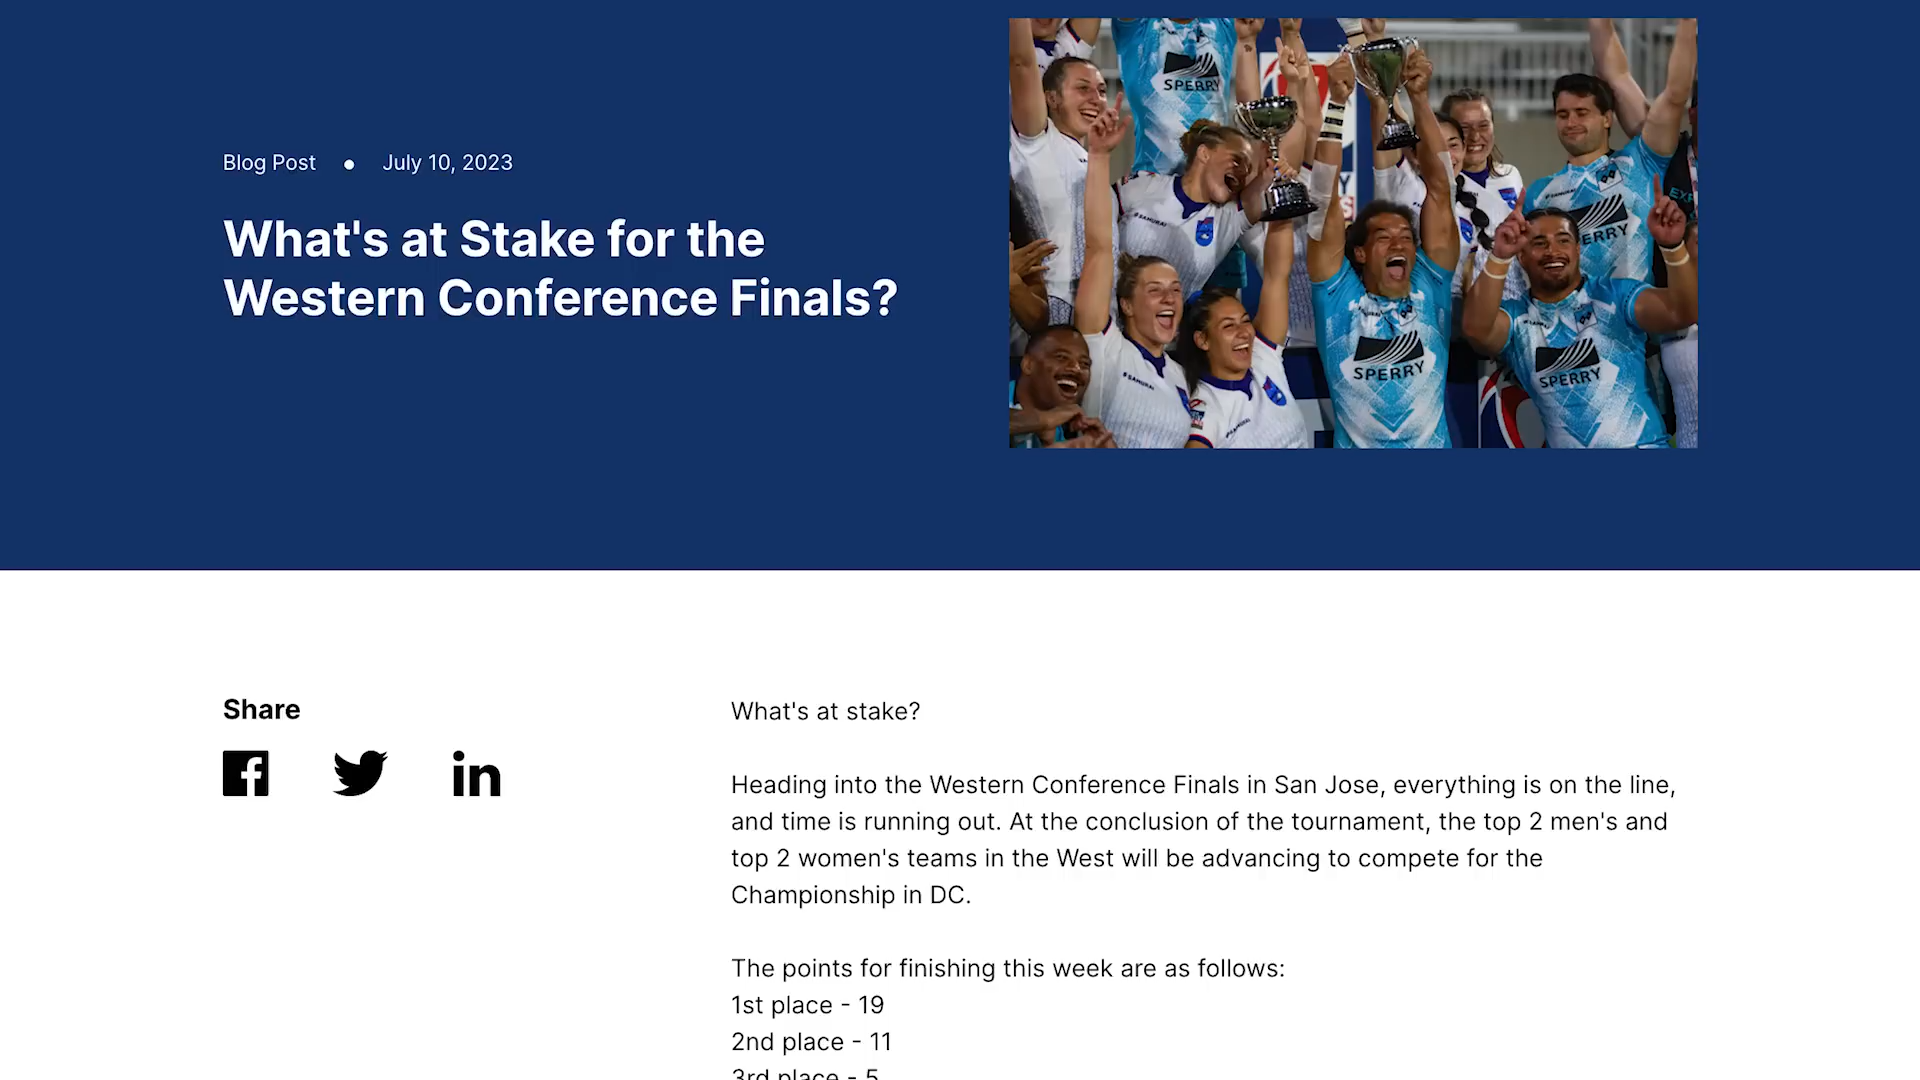 Blog Post
July 10, 2023
What's at Stake for the
Western Conference Finals?
SPERRY
SPERRY
SPERRY
SPERRY
Share
What's at stake?
Heading into the Western Conference Finals in San Jose, everything is on the line,
and time is running out. At the conclusion of the tournament, the top 2 men's and
top 2 women's teams in the West will be advancing to compete for the
Championship in DC.
The points for finishing this week are as follows:
1st place - 19
2nd place - 11
3rd place - 5